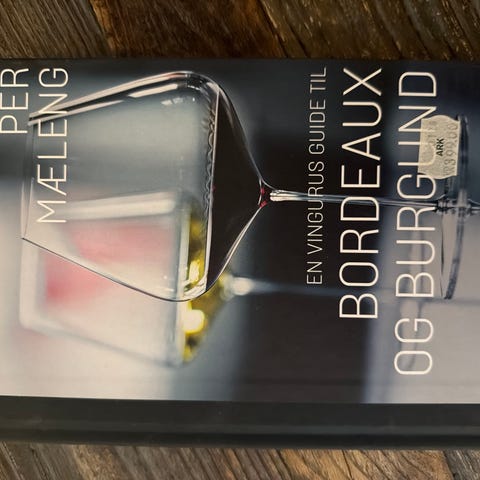 PER
MÆLENG
EN VINGURUS GUIDE TIL
BORDEAUX
OG BURGUND
ARK